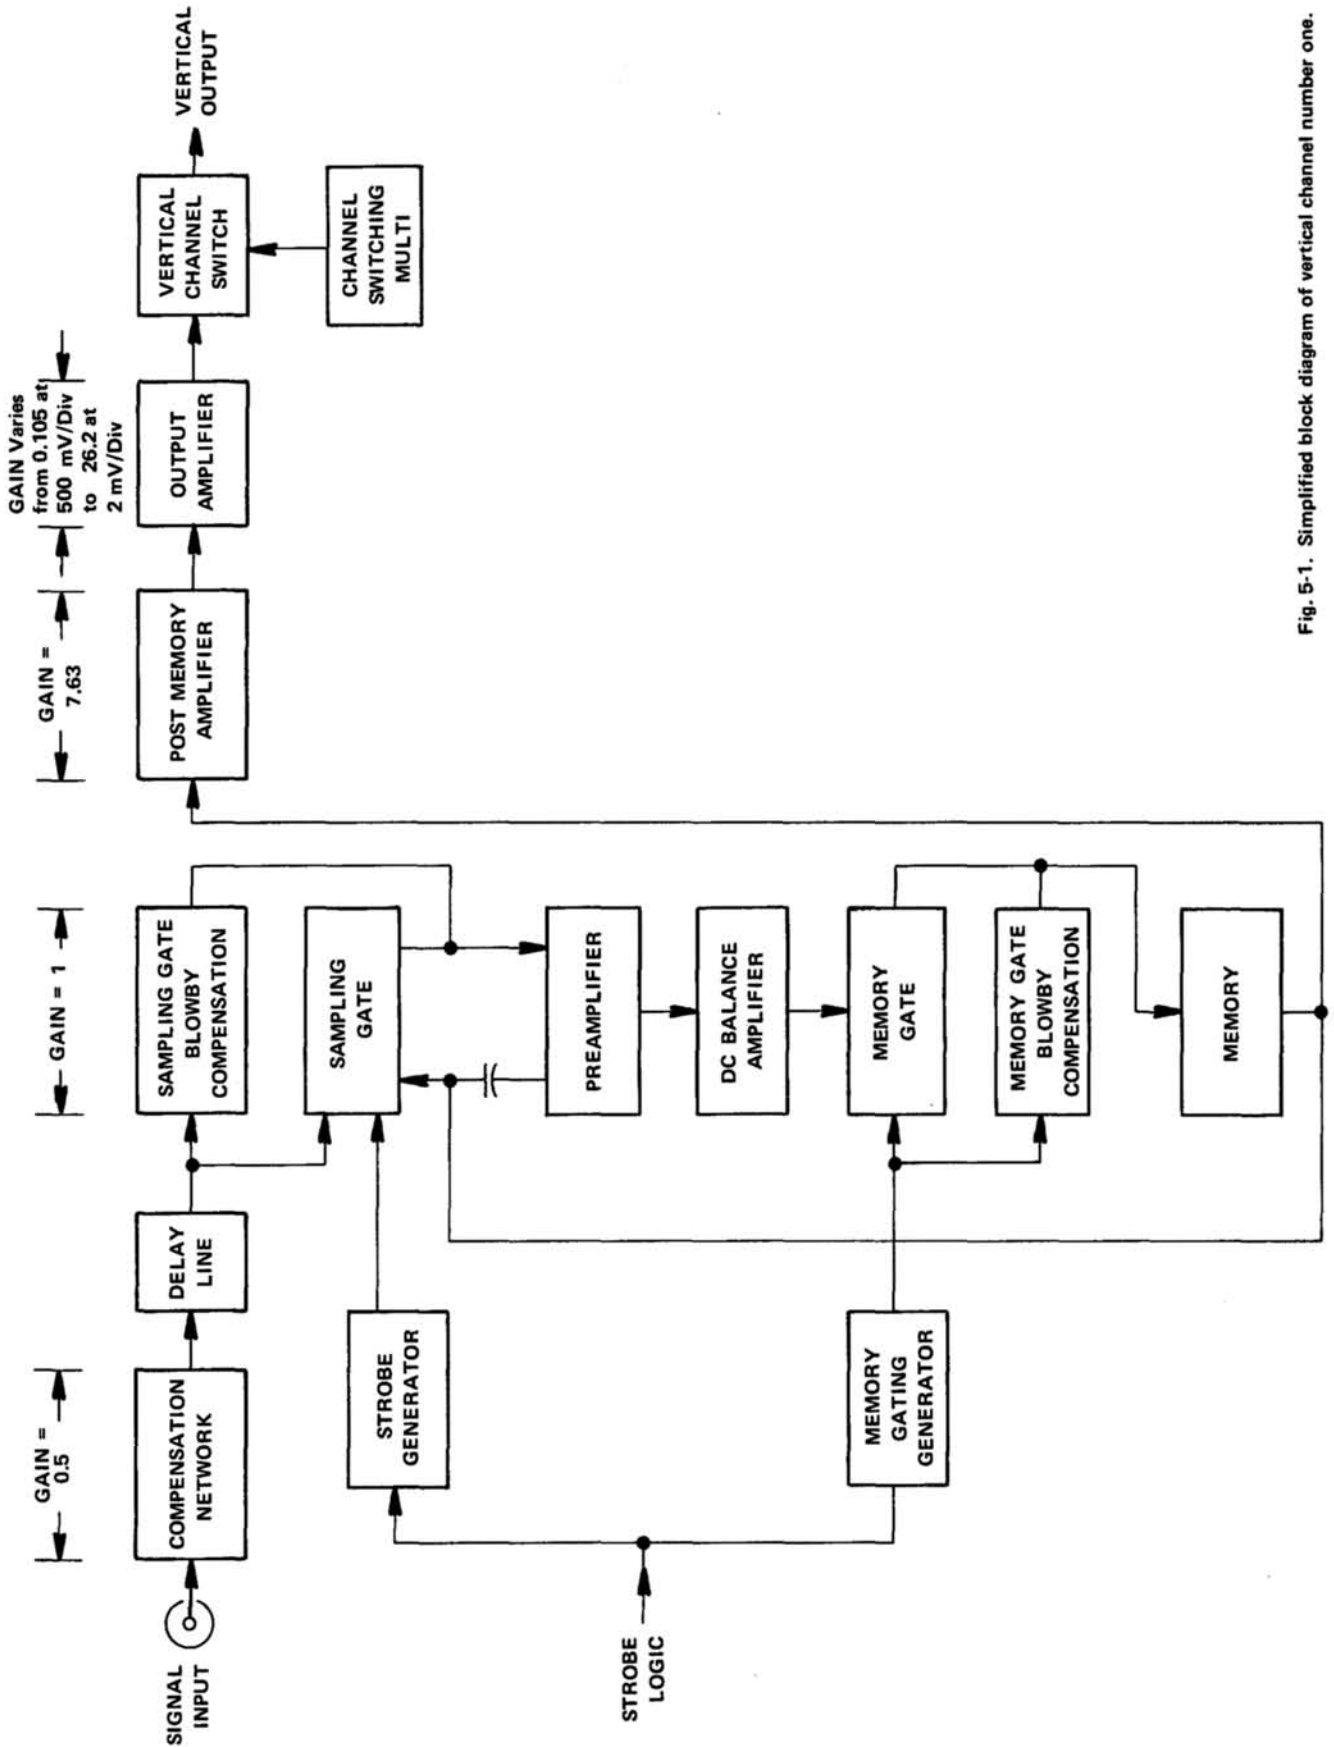 GAIN =
0.5
GAIN = 1
GAIN =
7.63
GAIN Varies
from 0.105 at
500 mV/Div
to 26.2 at
2 mV/Div
SIGNAL
INPUT
COMPENSATION
NETWORK
DELAY
LINE
SAMPLING GATE
BLOWBY
COMPENSATION
POST MEMORY
AMPLIFIER
OUTPUT
AMPLIFIER
VERTICAL
CHANNEL
SWITCH
VERTICAL
OUTPUT
STROBE
GENERATOR
SAMPLING
GATE
CHANNEL
SWITCHING
MULTI
PREAMPLIFIER
STROBE
LOGIC
DC BALANCE
AMPLIFIER
MEMORY
GATING
GENERATOR
MEMORY
GATE
MEMORY GATE
BLOWBY
COMPENSATION
MEMORY
Fig. 5-1. Simplified block diagram of vertical channel number one.